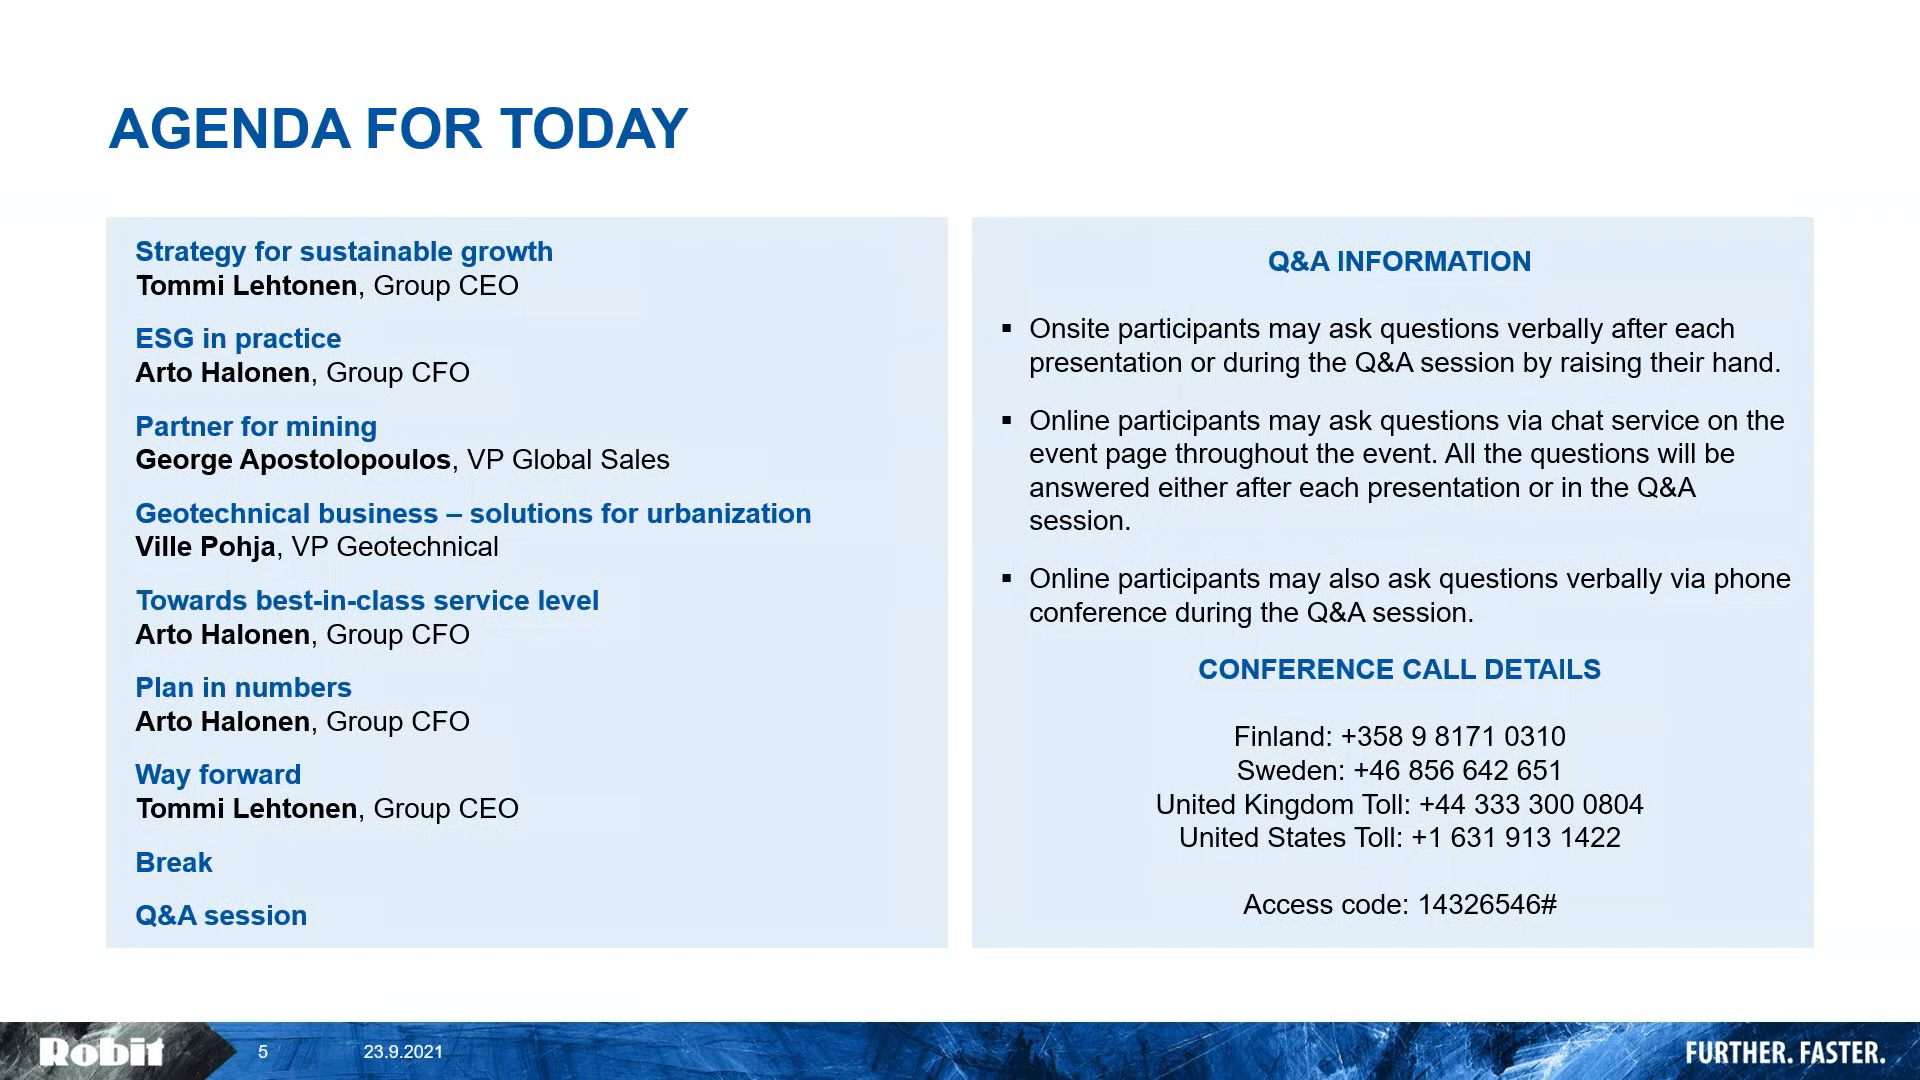 AGENDA FOR TODAY
Strategy for sustainable growth
Tommi Lehtonen, Group CEO
ESG in practice
Arto Halonen, Group CFO
Partner for mining
George Apostolopoulos, VP Global Sales
Geotechnical business – solutions for urbanization
Ville Pohja, VP Geotechnical
Towards best-in-class service level
Arto Halonen, Group CFO
Plan in numbers
Arto Halonen, Group CFO
Way forward
Tommi Lehtonen, Group CEO
Break
Q&A session
Q&A INFORMATION
▪ Onsite participants may ask questions verbally after each
presentation or during the Q&A session by raising their hand.
▪ Online participants may ask questions via chat service on the
event page throughout the event. All the questions will be
answered either after each presentation or in the Q&A
session.
▪ Online participants may also ask questions verbally via phone
conference during the Q&A session.
CONFERENCE CALL DETAILS
Finland: +358 9 8171 0310
Sweden: +46 856 642 651
United Kingdom Toll: +44 333 300 0804
United States Toll: +1 631 913 1422
Access code: 14326546#
Robit
5
23.9.2021
FURTHER. FASTER.